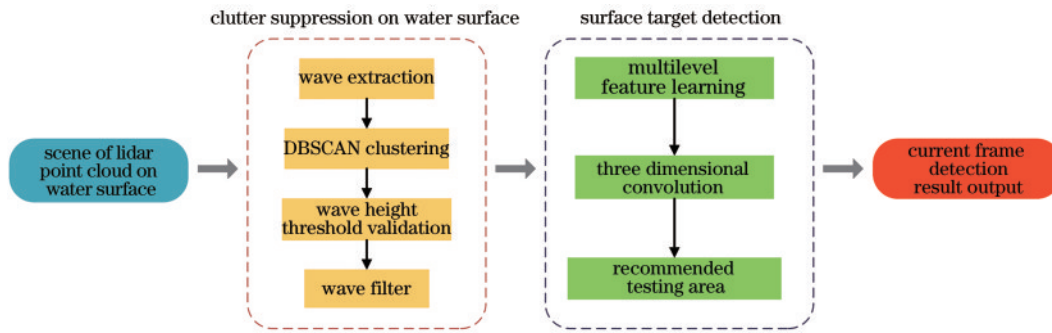 clutter suppression on water surface
surface target detection
scene of lidar
point cloud on
water surface
wave extraction
DBSCAN clustering
wave height
threshold validation
wave filter
multilevel
feature learning
three dimensional
convolution
recommended
testing area
current frame
detection
result output